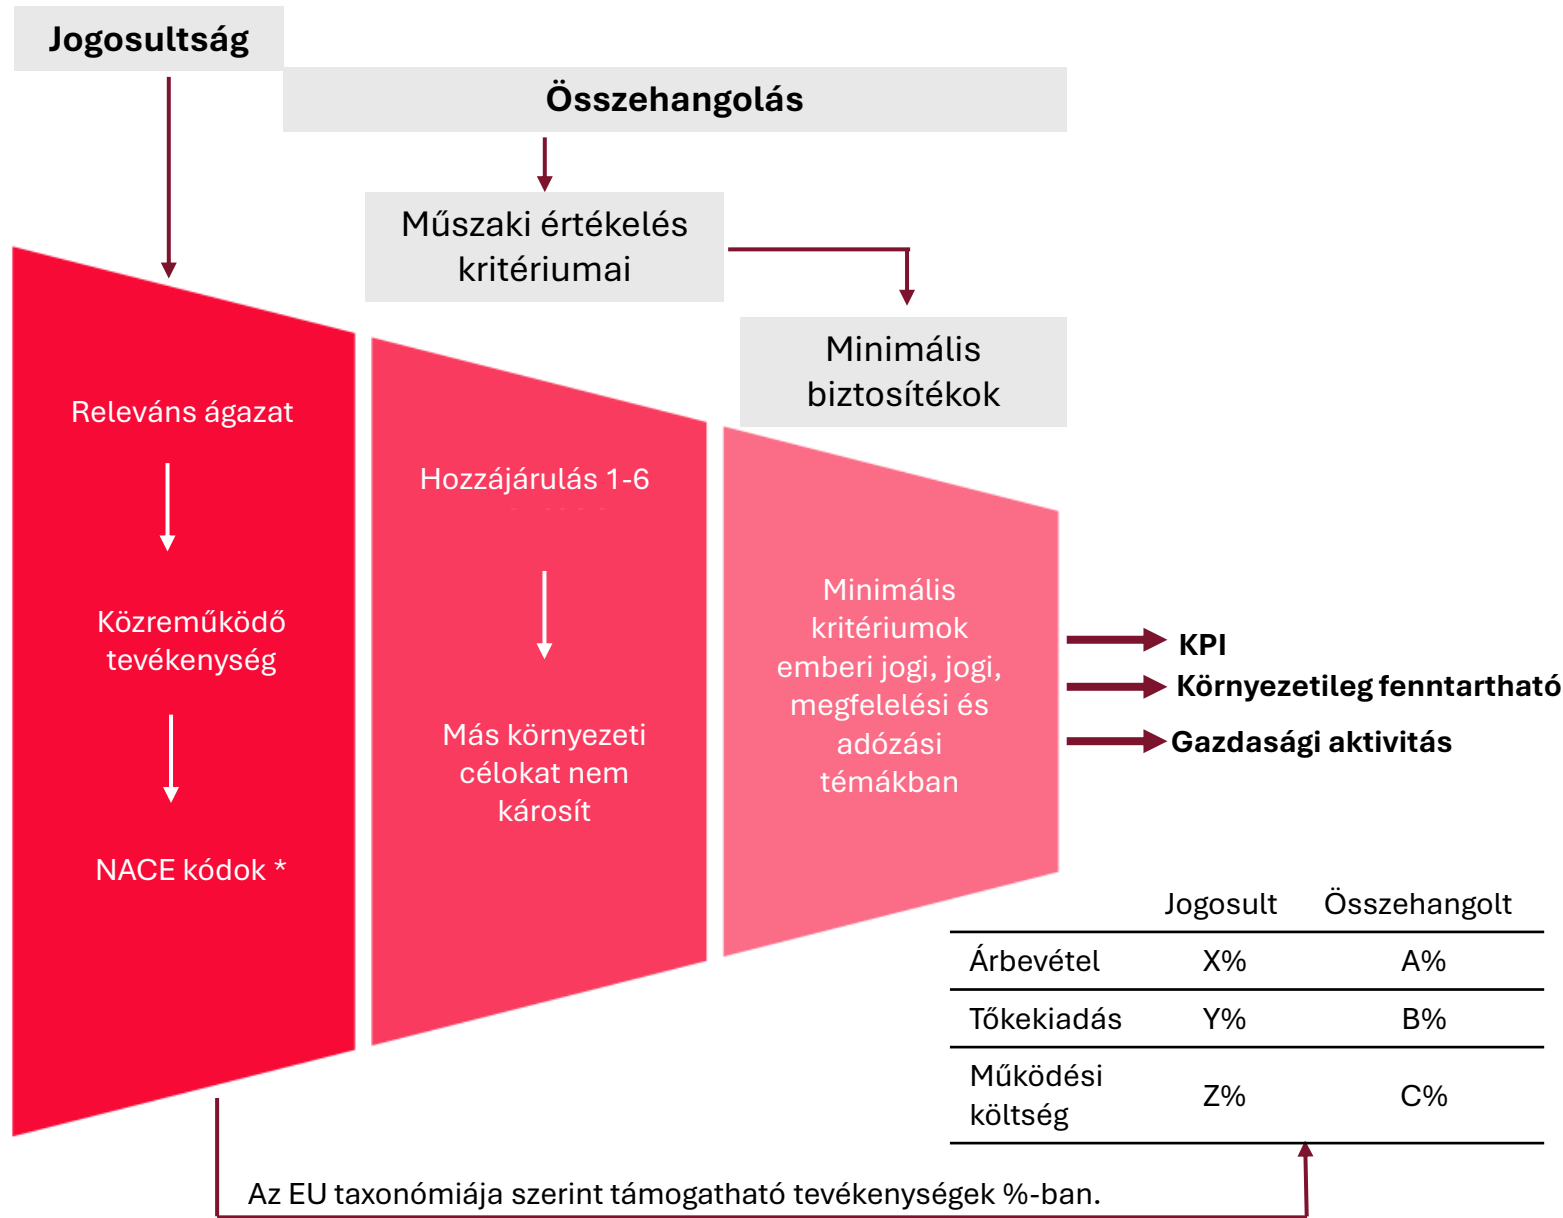 Jogosultság
Összehangolás
Műszaki értékelés
kritériumai
Minimális
biztosítékok
Releváns ágazat
Közreműködő
tevékenység
NACE kódok *
Hozzájárulás 1-6
Más környezeti
célokat nem
károsít
Minimális
kritériumok
emberi jogi, jogi,
megfelelési és
adózási
témákban
KPI
Környezetileg fenntartható
Gazdasági aktivitás
Jogosult Összehangolt
Árbevétel X% A%
Tőkekiadás Y% B%
Működési
költség Z% C%
Az EU taxonómiája szerint támogatható tevékenységek %-ban.